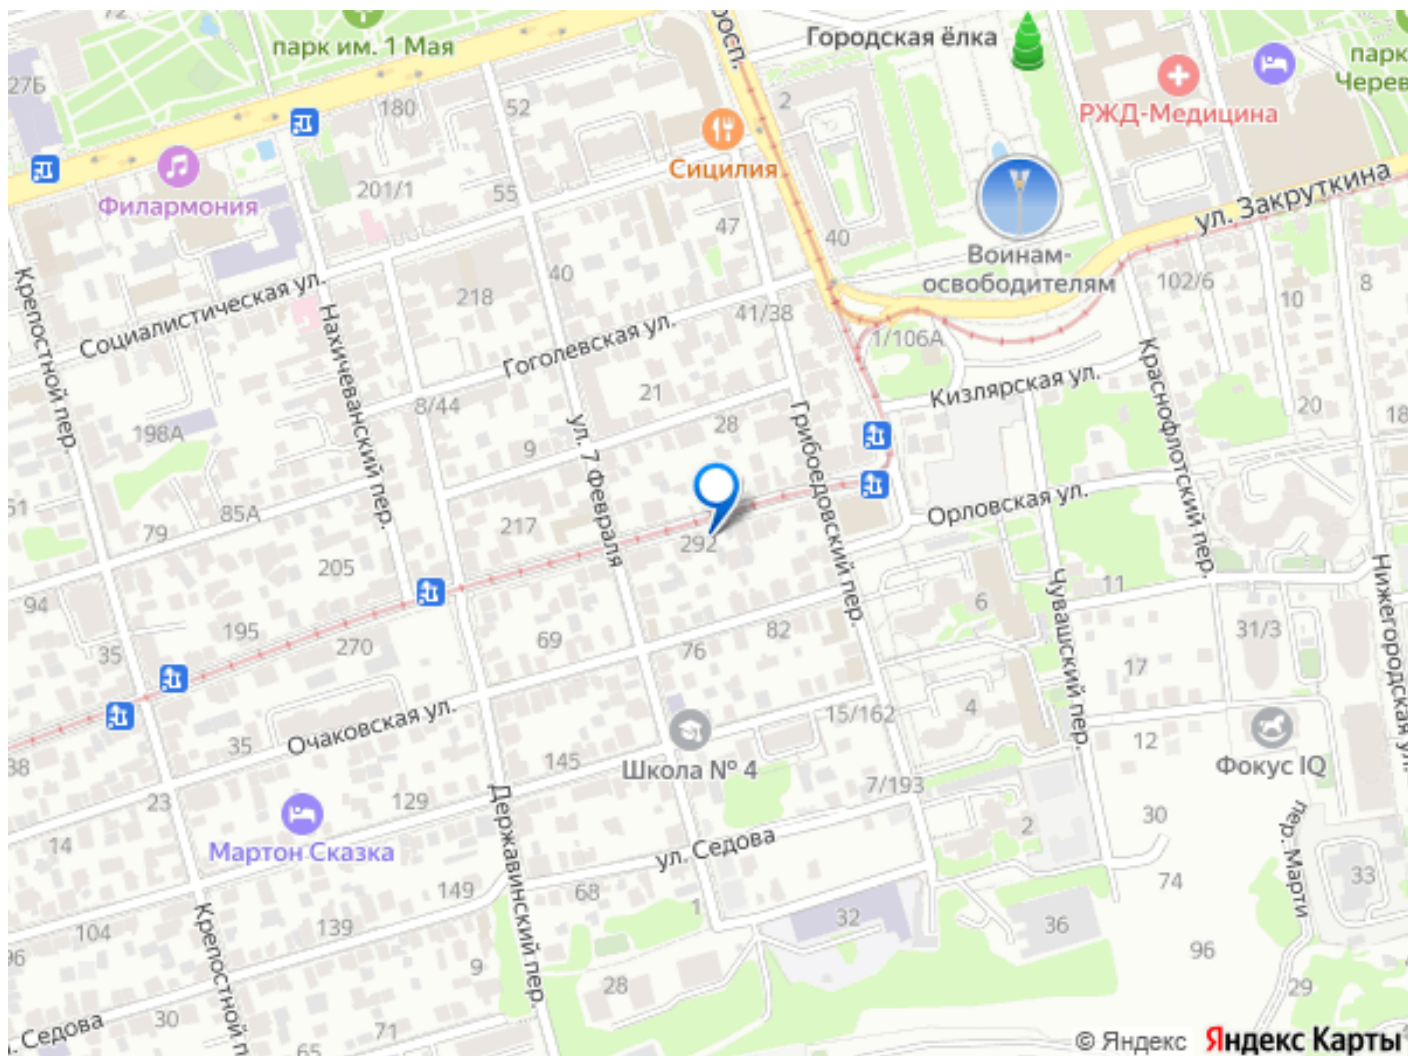 парк им. 1 Мая
росп.
Городская ёлка
парк
Черев
27Б
180
52
2
РЖД-Медицина
Сицилия
Филармония
201/1
55
47
40
ул. Закруткина
Воинам-
освободителям
Крепостной пер.
Социалистическая ул.
Нахичеванский пер.
218
40
41/38
102/6
10
8
Гоголевская ул.
1/106А
Кизлярская ул.
Краснофлотский пер.
198А
8/44
21
28
9
20
18
ул. 7 Февраля
Грибоедовский пер.
51
79
85А
217
292
Орловская ул.
205
94
195
270
35
69
76
82
6
11
Чувашский пер.
31/3
Нижегородская ул.
17
Очаковская ул.
35
38
15/162
4
12
Школа № 4
145
Фокус IQ
23
129
7/193
Державинский пер.
14
Мартон Сказка
ул. Седова
2
30
пер. Марти
33
149
68
1
32
74
36
Крепостной п
104
139
96
96
9
28
29
. Седова
30
71
65
© Яндекс Яндекс Карты